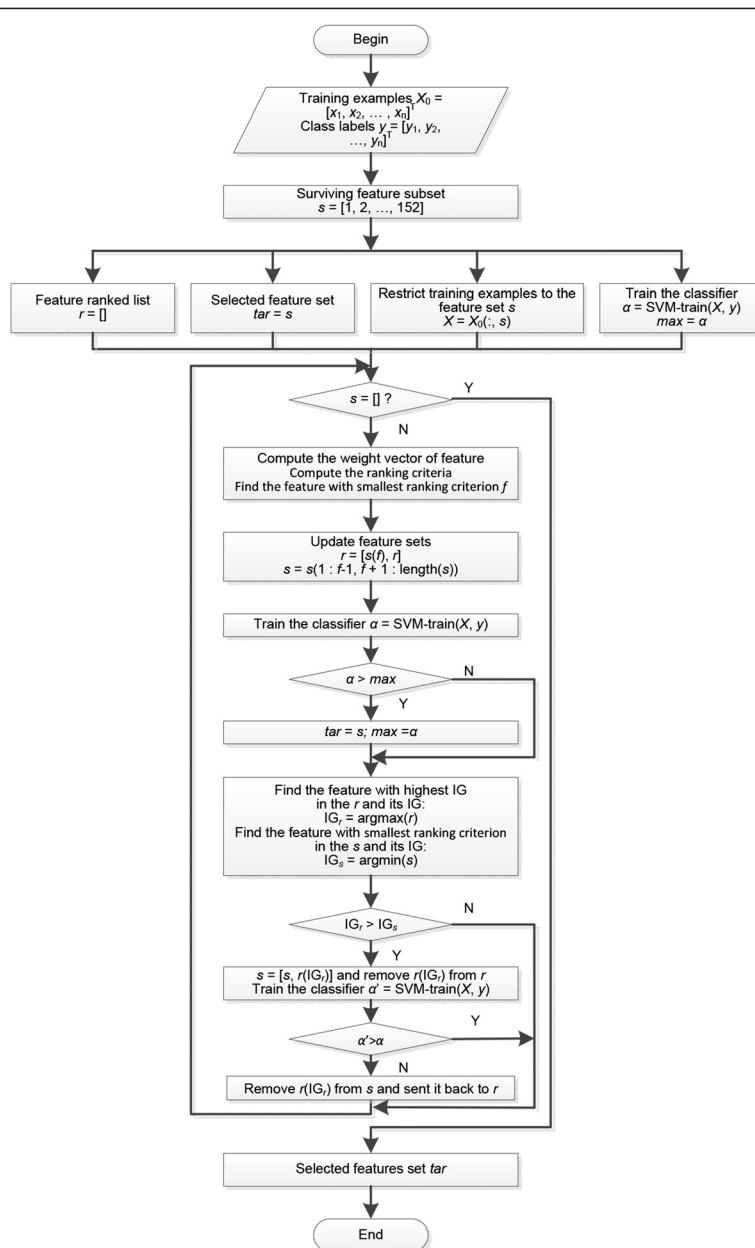 Begin
Training examples X₀ =
[x₁, x₂, … , xₙ]ᵀ
Class labels y = [y₁, y₂,
…, yₙ]ᵀ
Surviving feature subset
s = [1, 2, …, 152]
Feature ranked list
r = []
Selected feature set
tar = s
Restrict training examples to the
feature set s
X = X₀(:, s)
Train the classifier
α = SVM-train(X, y)
max = α
s = [] ?
Y
N
Compute the weight vector of feature
Compute the ranking criteria
Find the feature with smallest ranking criterion f
Update feature sets
r = [s(f), r]
s = s(1 : f-1, f + 1 : length(s))
Train the classifier α = SVM-train(X, y)
α > max
N
Y
tar = s; max =α
Find the feature with highest IG
in the r and its IG:
IGᵣ = argmax(r)
Find the feature with smallest ranking criterion
in the s and its IG:
IGₛ = argmin(s)
IGᵣ > IGₛ
N
Y
s = [s, r(IGᵣ)] and remove r(IGᵣ) from r
Train the classifier α' = SVM-train(X, y)
α'>α
Y
N
Remove r(IGᵣ) from s and sent it back to r
Selected features set tar
End